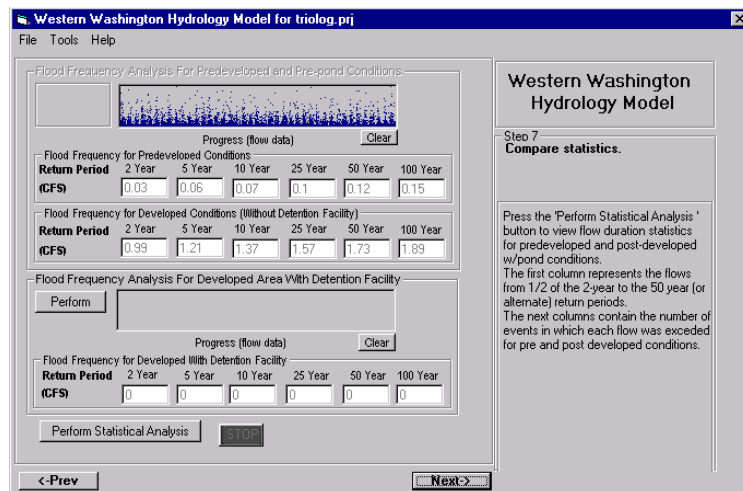 Western Washington Hydrology Model for triolog.prj
File Tools Help
Flood Frequency Analysis For Predeveloped and Pre-pond Conditions
Progress (flow data) Clear
Flood Frequency for Predeveloped Conditions
Return Period 2 Year 5 Year 10 Year 25 Year 50 Year 100 Year
(CFS) 0.03 0.06 0.07 0.1 0.12 0.15
Flood Frequency for Developed Conditions (Without Detention Facility)
Return Period 2 Year 5 Year 10 Year 25 Year 50 Year 100 Year
(CFS) 0.99 1.21 1.37 1.57 1.73 1.89
Flood Frequency Analysis For Developed Area With Detention Facility
Perform
Progress (flow data) Clear
Flood Frequency for Developed With Detention Facility
Return Period 2 Year 5 Year 10 Year 25 Year 50 Year 100 Year
(CFS) 0 0 0 0 0 0
Perform Statistical Analysis STOP
<-Prev Next->
Western Washington
Hydrology Model
Step 7
Compare statistics.
Press the 'Perform Statistical Analysis '
button to view flow duration statistics
for predeveloped and post-developed
w/pond conditions.
The first column represents the flows
from 1/2 of the 2-year to the 50 year (or
alternate) return periods.
The next columns contain the number of
events in which each flow was exceded
for pre and post developed conditions.